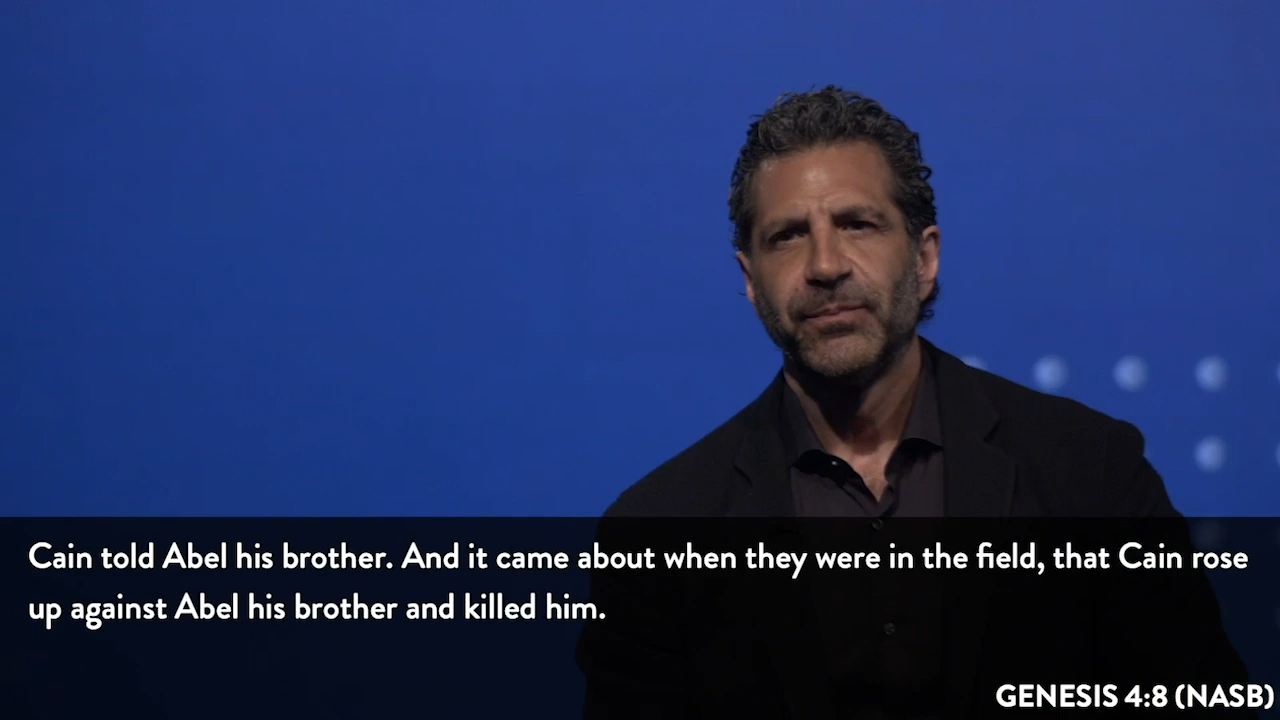 Cain told Abel his brother. And it came about when they were in the field, that Cain rose
up against Abel his brother and killed him.
GENESIS 4:8 (NASB)